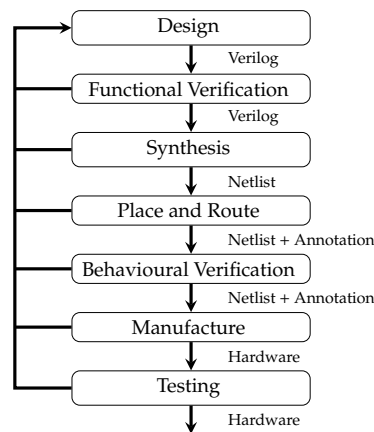 Design
Verilog
Functional Verification
Verilog
Synthesis
Netlist
Place and Route
Netlist + Annotation
Behavioural Verification
Netlist + Annotation
Manufacture
Hardware
Testing
Hardware